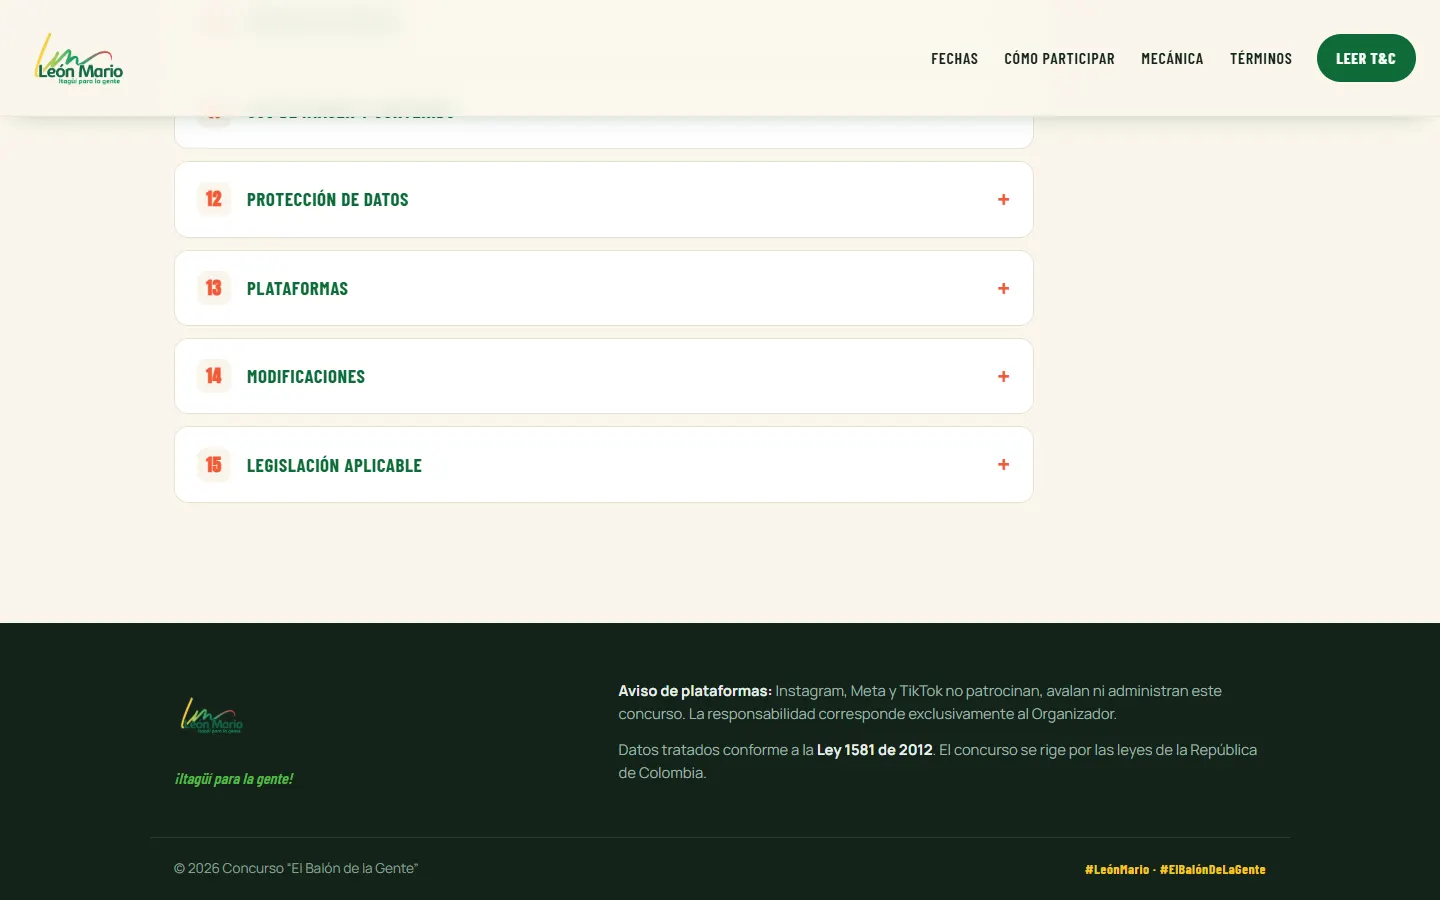 León Mario
Itagüí para la gente
FECHAS
CÓMO PARTICIPAR
MECÁNICA
TÉRMINOS
LEER T&C
12 PROTECCIÓN DE DATOS +
13 PLATAFORMAS +
14 MODIFICACIONES +
15 LEGISLACIÓN APLICABLE +
León Mario
Itagüí para la gente
¡Itagüí para la gente!
Aviso de plataformas: Instagram, Meta y TikTok no patrocinan, avalan ni administran este
concurso. La responsabilidad corresponde exclusivamente al Organizador.
Datos tratados conforme a la Ley 1581 de 2012. El concurso se rige por las leyes de la República
de Colombia.
© 2026 Concurso “El Balón de la Gente”
#LeónMario · #ElBalónDeLaGente